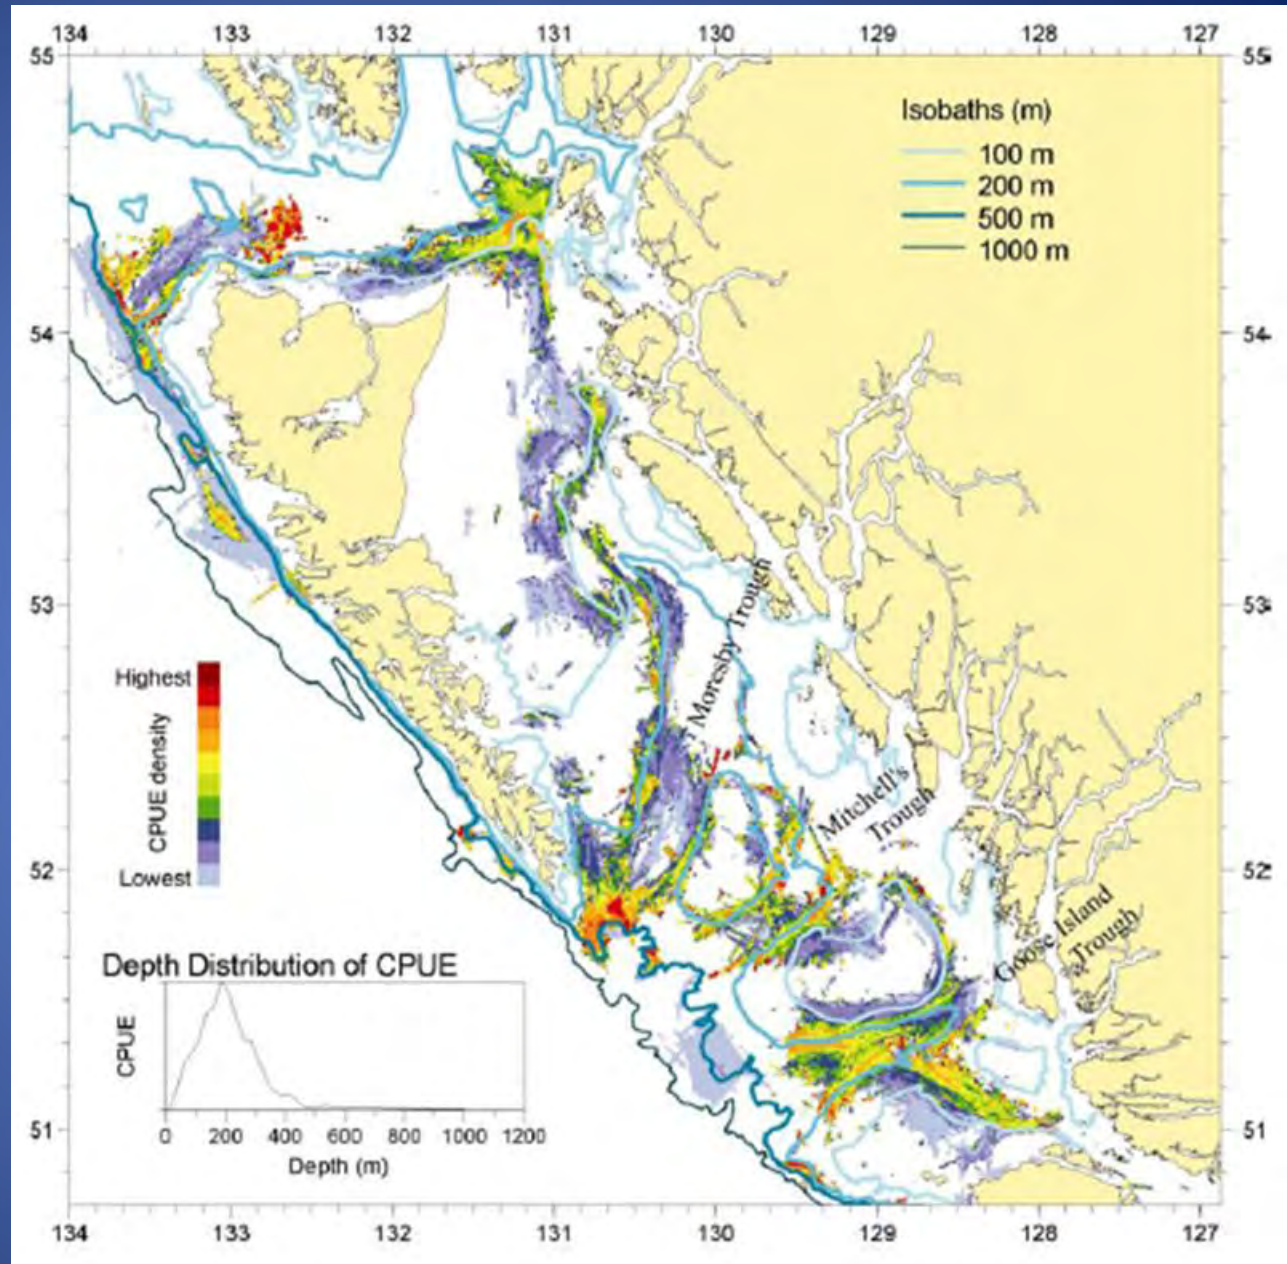 134 133 132 131 130 129 128 127
55 55
Isobaths (m)
100 m
200 m
500 m
1000 m
54 54
53 53
Moresby Trough
Highest
CPUE density
Lowest
Mitchell's
Trough
52 52
Goose Island
Trough
Depth Distribution of CPUE
CPUE
0 200 400 600 800 1000 1200
Depth (m)
51 51
134 133 132 131 130 129 128 127